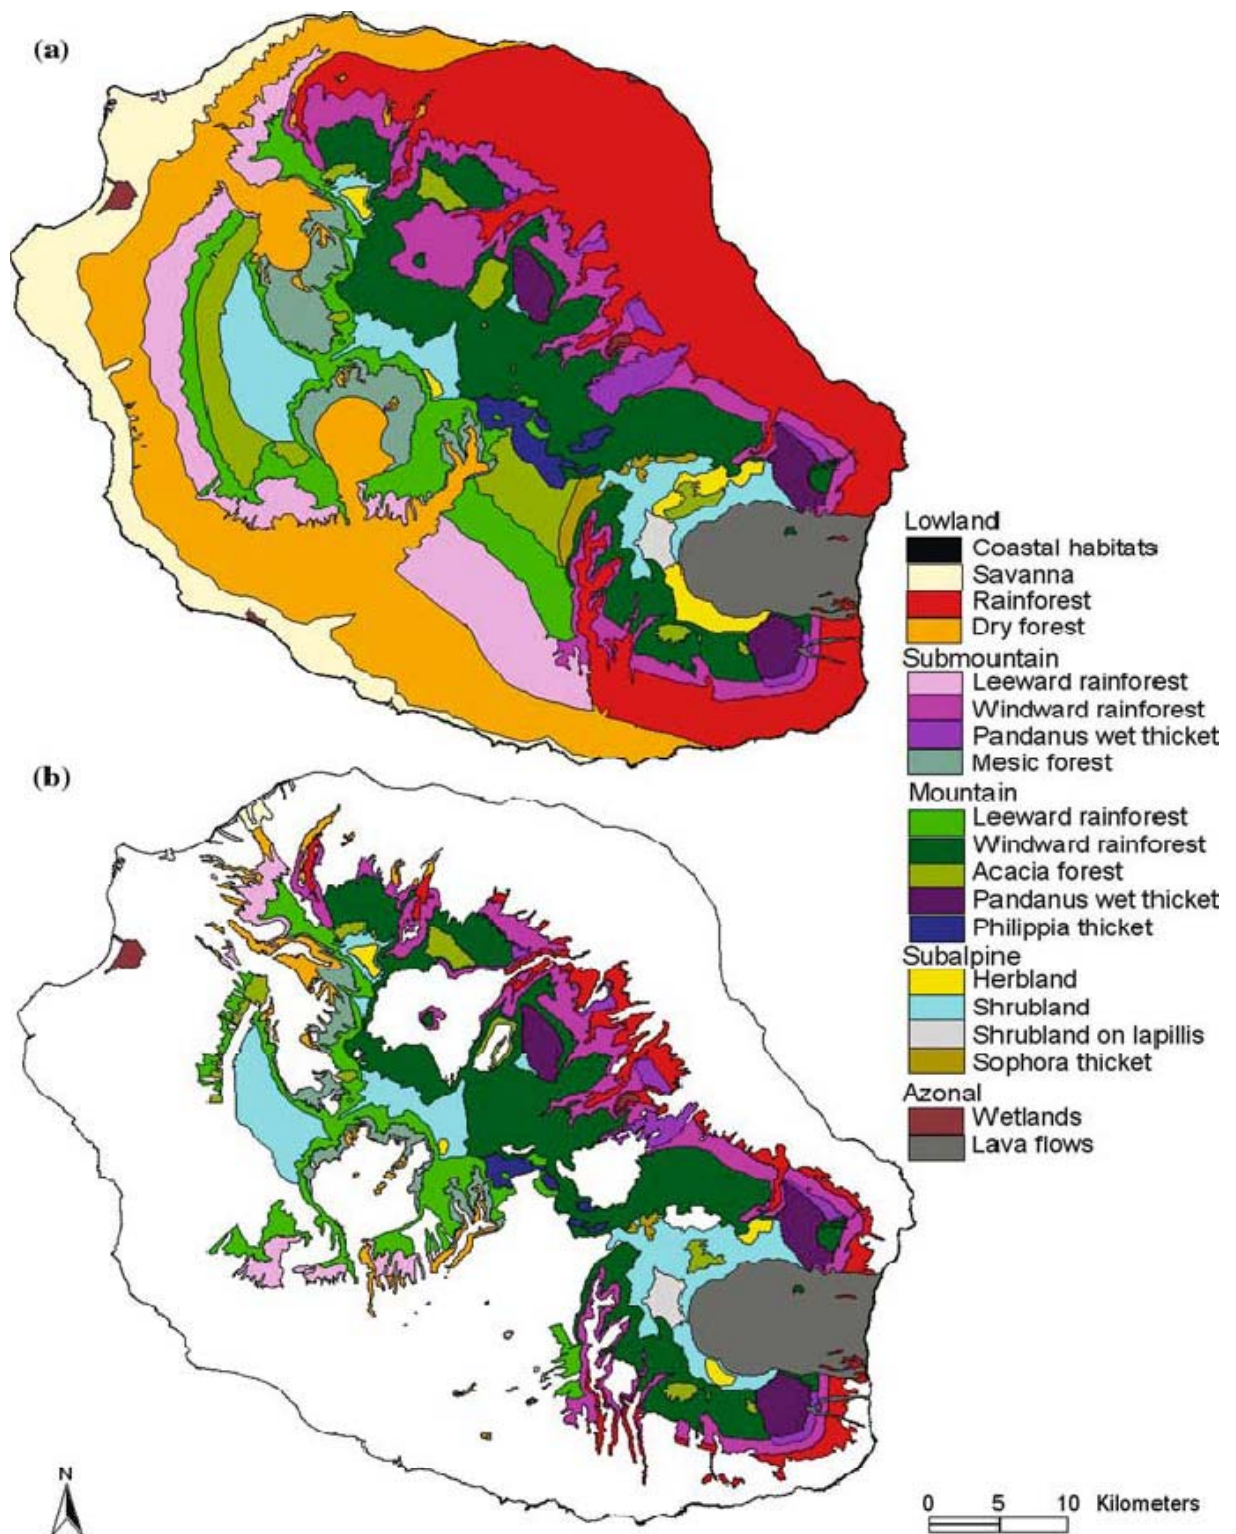 (a)
Lowland
Coastal habitats
Savanna
Rainforest
Dry forest
Submountain
Leeward rainforest
Windward rainforest
Pandanus wet thicket
Mesic forest
(b)
Mountain
Leeward rainforest
Windward rainforest
Acacia forest
Pandanus wet thicket
Philippia thicket
Subalpine
Herbland
Shrubland
Shrubland on lapillis
Sophora thicket
Azonal
Wetlands
Lava flows
N
0 5 10 Kilometers